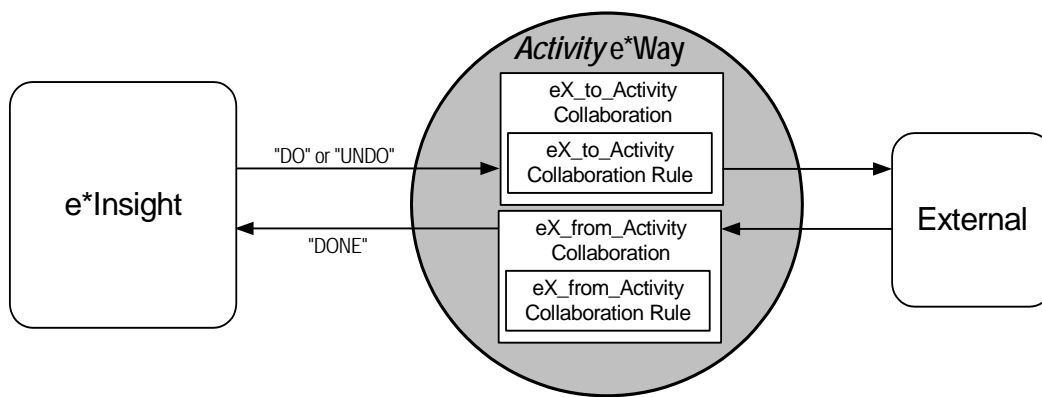 Activity e*Way
eX_to_Activity
Collaboration
eX_to_Activity
Collaboration Rule
"DO" or "UNDO"
e*Insight
External
eX_from_Activity
Collaboration
"DONE"
eX_from_Activity
Collaboration Rule